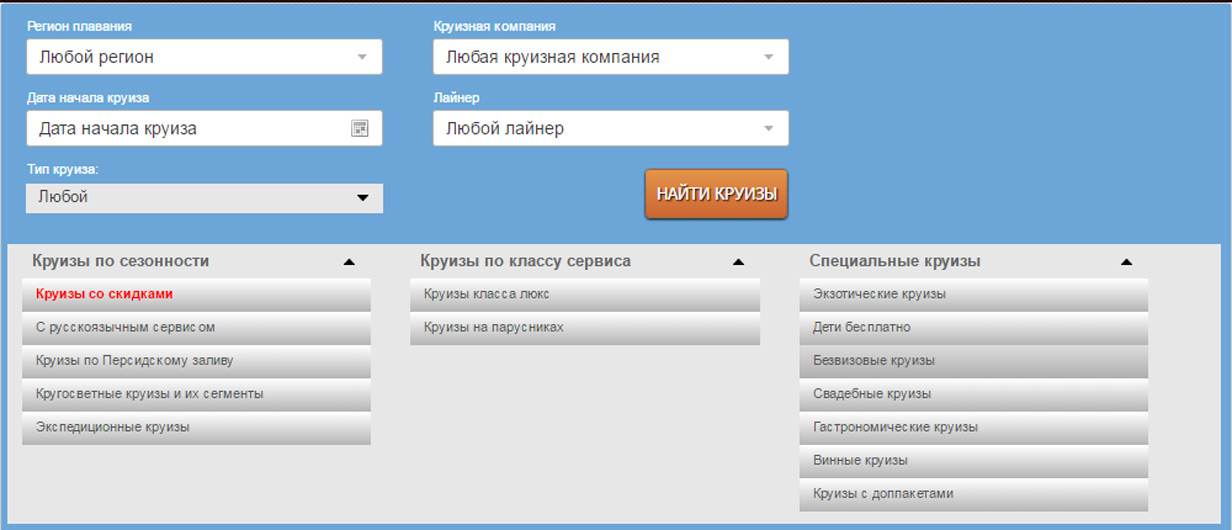 Регион плавания
Любой регион
Круизная компания
Любая круизная компания
Дата начала круиза
Дата начала круиза
Лайнер
Любой лайнер
Тип круиза:
Любой
НАЙТИ КРУИЗЫ
Круизы по сезонности
Круизы со скидками
С русскоязычным сервисом
Круизы по Персидскому заливу
Кругосветные круизы и их сегменты
Экспедиционные круизы
Круизы по классу сервиса
Круизы класса люкс
Круизы на парусниках
Специальные круизы
Экзотические круизы
Дети бесплатно
Безвизовые круизы
Свадебные круизы
Гастрономические круизы
Винные круизы
Круизы с доппакетами